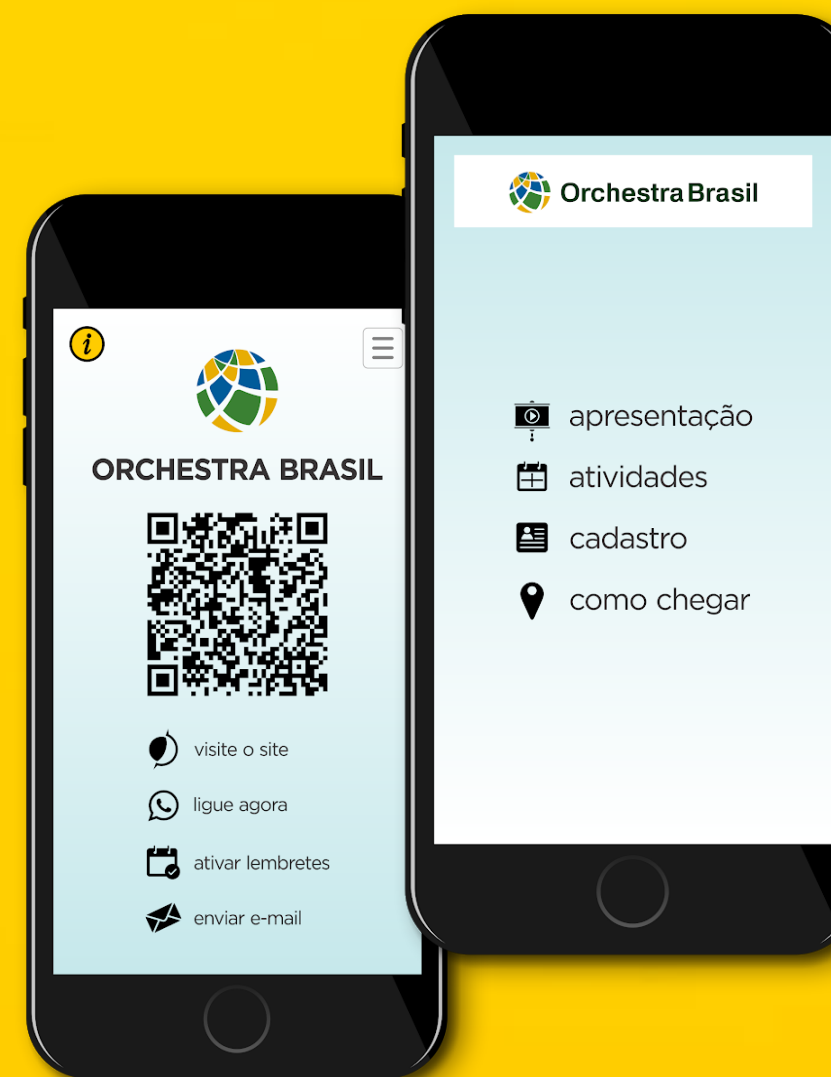 i
ORCHESTRA BRASIL
visite o site
ligue agora
ativar lembretes
enviar e-mail
Orchestra Brasil
apresentação
atividades
cadastro
como chegar